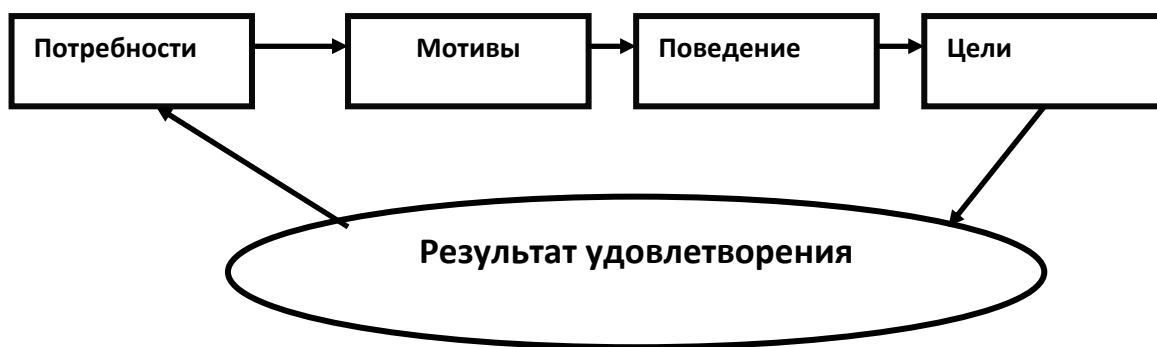 Потребности
Мотивы
Поведение
Цели
Результат удовлетворения